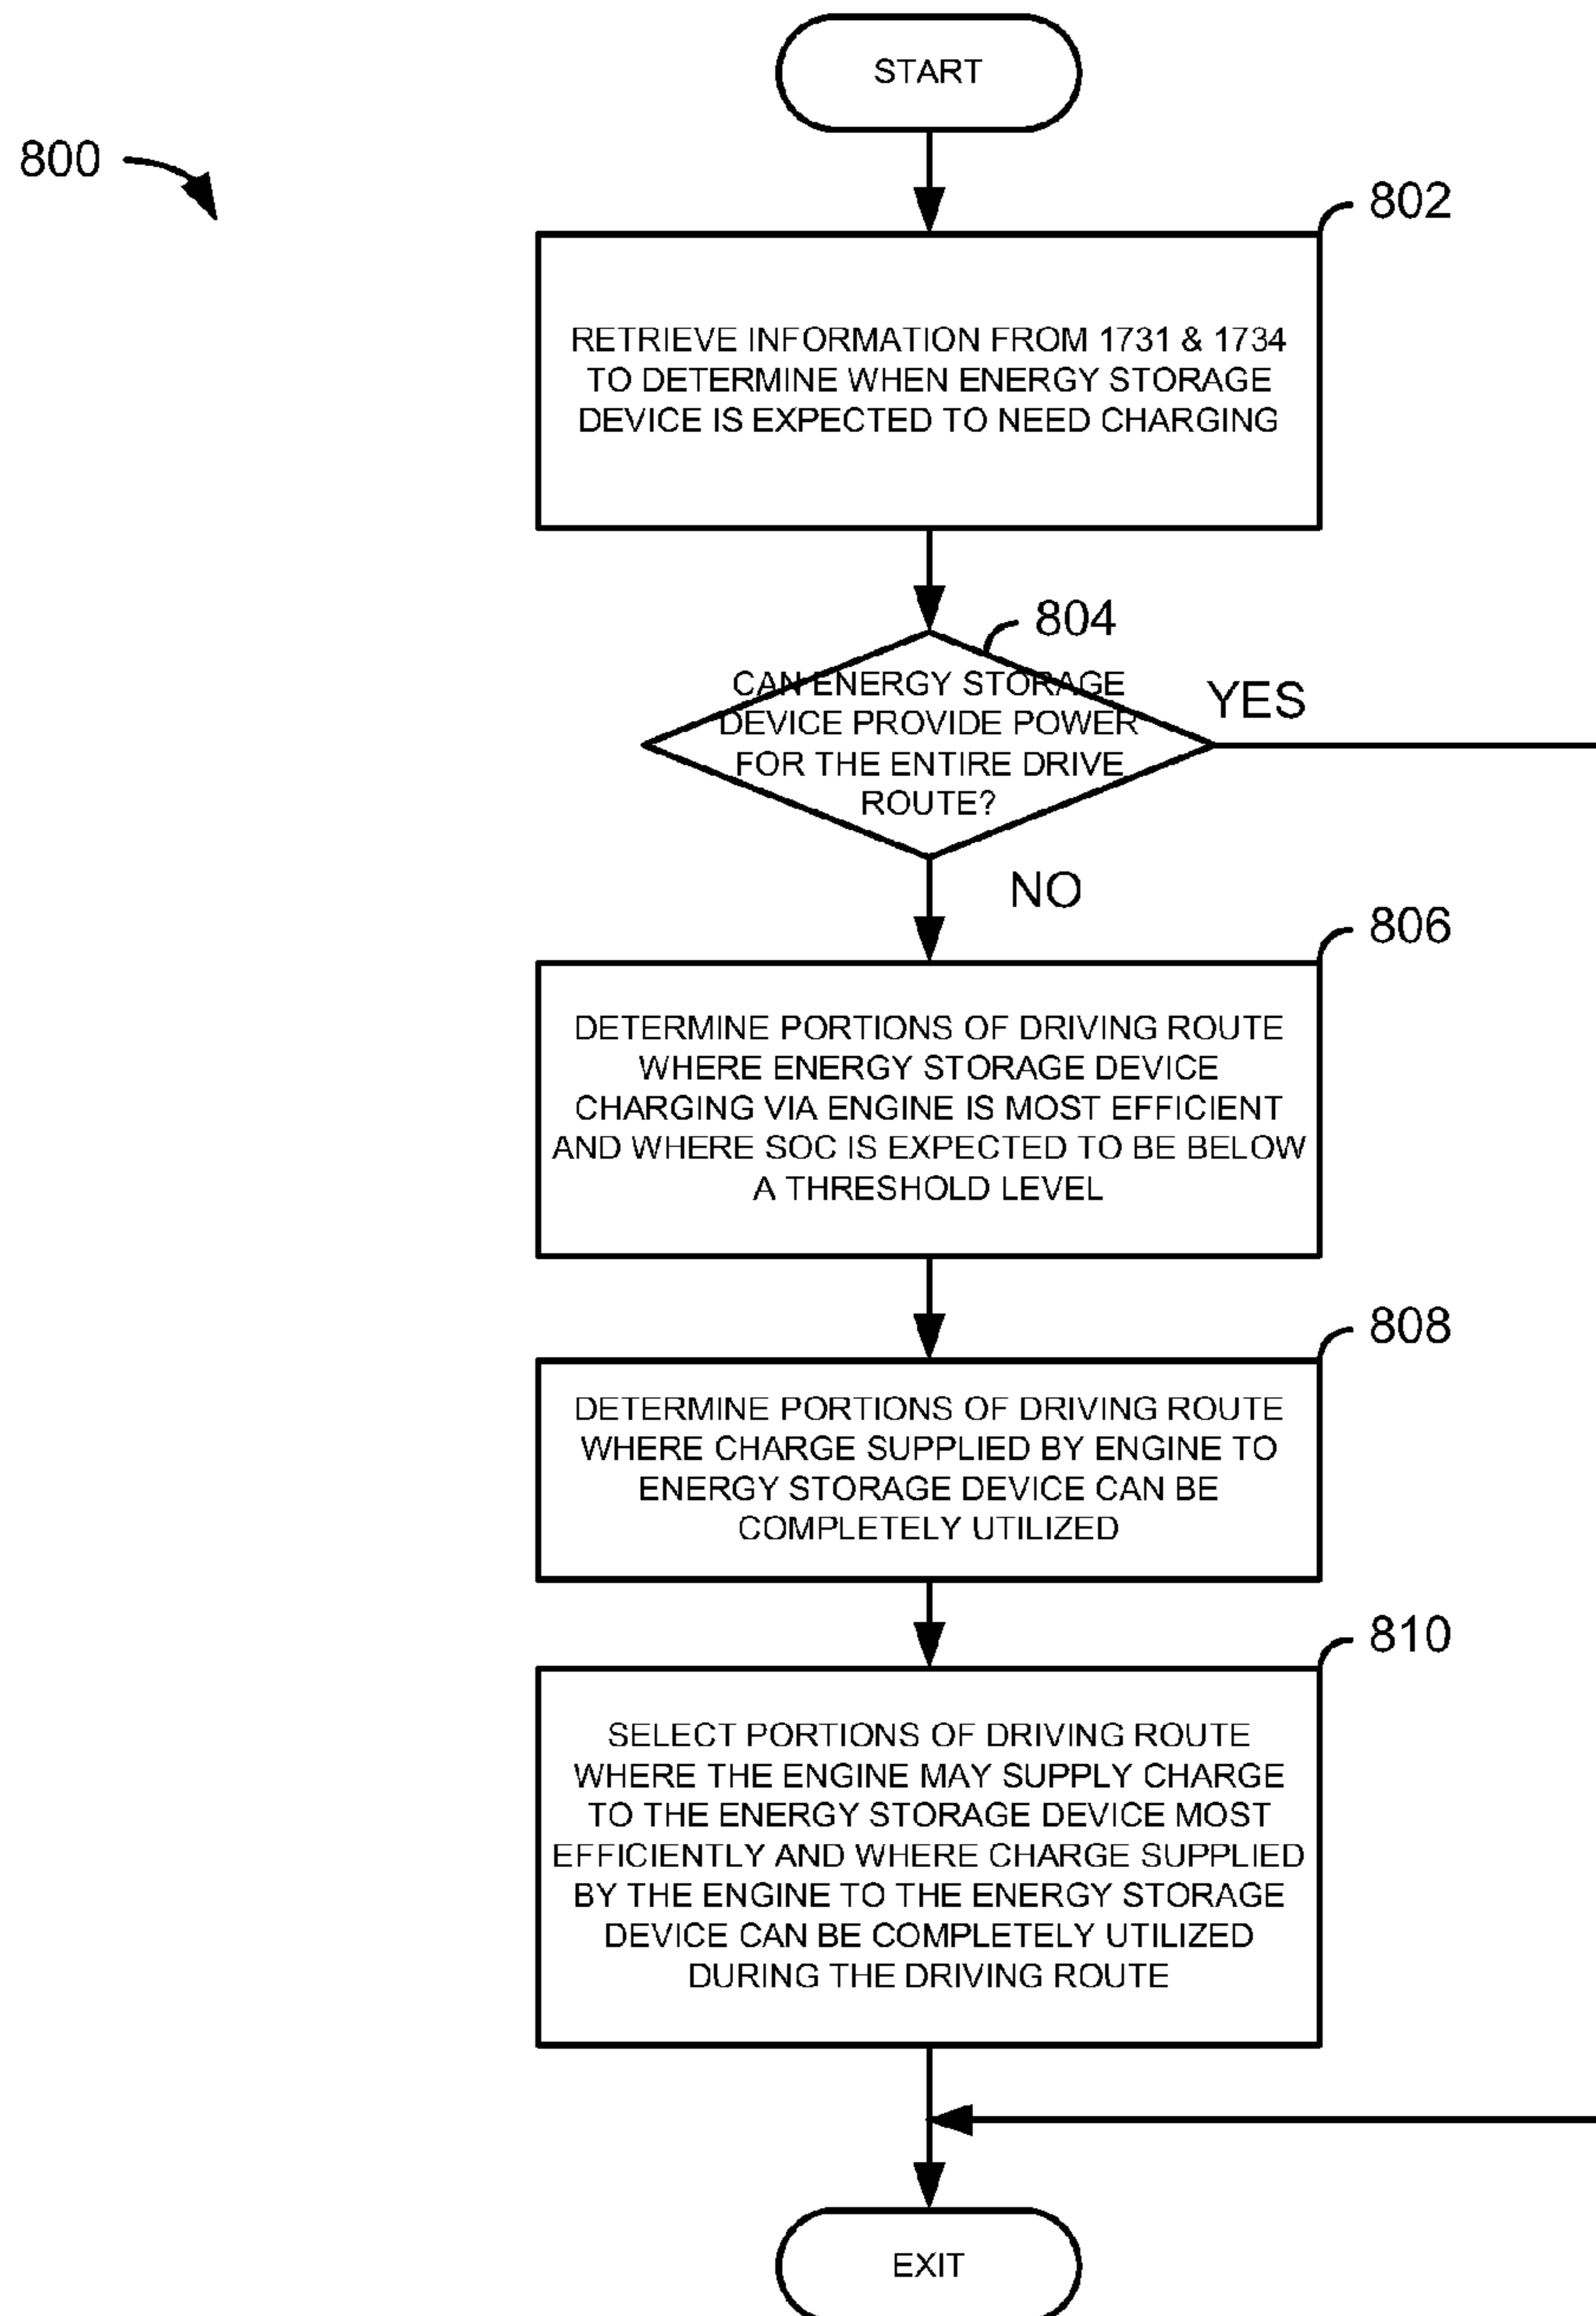 START
800
802
RETRIEVE INFORMATION FROM 1731 & 1734
TO DETERMINE WHEN ENERGY STORAGE
DEVICE IS EXPECTED TO NEED CHARGING
804
CAN ENERGY STORAGE
DEVICE PROVIDE POWER
FOR THE ENTIRE DRIVE
ROUTE?
YES
NO
806
DETERMINE PORTIONS OF DRIVING ROUTE
WHERE ENERGY STORAGE DEVICE
CHARGING VIA ENGINE IS MOST EFFICIENT
AND WHERE SOC IS EXPECTED TO BE BELOW
A THRESHOLD LEVEL
808
DETERMINE PORTIONS OF DRIVING ROUTE
WHERE CHARGE SUPPLIED BY ENGINE TO
ENERGY STORAGE DEVICE CAN BE
COMPLETELY UTILIZED
810
SELECT PORTIONS OF DRIVING ROUTE
WHERE THE ENGINE MAY SUPPLY CHARGE
TO THE ENERGY STORAGE DEVICE MOST
EFFICIENTLY AND WHERE CHARGE SUPPLIED
BY THE ENGINE TO THE ENERGY STORAGE
DEVICE CAN BE COMPLETELY UTILIZED
DURING THE DRIVING ROUTE
EXIT